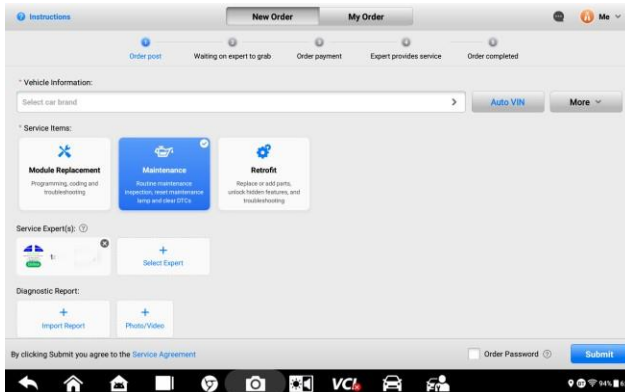 Instructions
New Order
My Order
Me
Order post
Waiting on expert to grab
Order payment
Expert provides service
Order completed
* Vehicle Information:
Select car brand
Auto VIN
More
* Service Items:
Module Replacement
Programming, coding and
troubleshooting
Maintenance
Routine maintenance
inspection, reset maintenance
lamp and clear DTCs
Retrofit
Replace or add parts,
unlock hidden features, and
troubleshooting
Service Expert(s):
+
Select Expert
Diagnostic Report:
+
Import Report
+
Photo/Video
By clicking Submit you agree to the Service Agreement
Order Password
Submit
VCI
94%